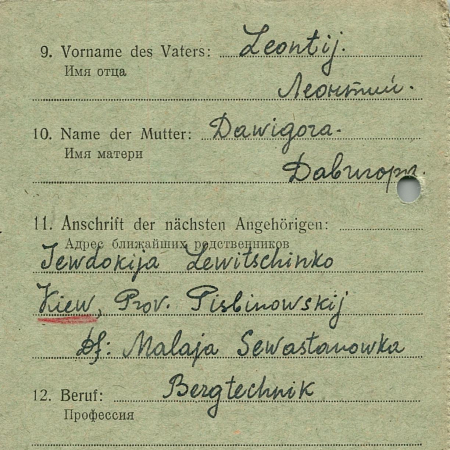 9. Vorname des Vaters: Leontij.
Имя отца
Леонтий.
10. Name der Mutter: Dawigora.
Имя матери
Давигора.
11. Anschrift der nächsten Angehörigen:
Адрес ближайших родственников
Jewdokija Lewitschinko
Kiew, Prov. Pislinowskij
Df: Malaja Sewastanowka
12. Beruf: Bergtechnik
Профессия